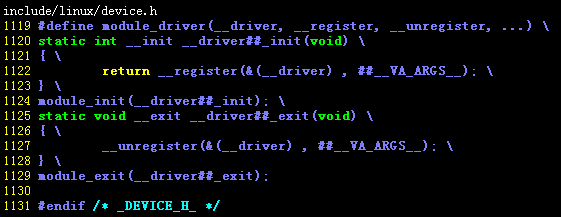 include/linux/device.h
1119 #define module_driver(__driver, __register, __unregister, ...) \
1120 static int __init __driver##_init(void) \
1121 { \
1122         return __register(&(__driver) , ##__VA_ARGS__); \
1123 } \
1124 module_init(__driver##_init); \
1125 static void __exit __driver##_exit(void) \
1126 { \
1127         __unregister(&(__driver) , ##__VA_ARGS__); \
1128 } \
1129 module_exit(__driver##_exit);
1130
1131 #endif /* _DEVICE_H_ */